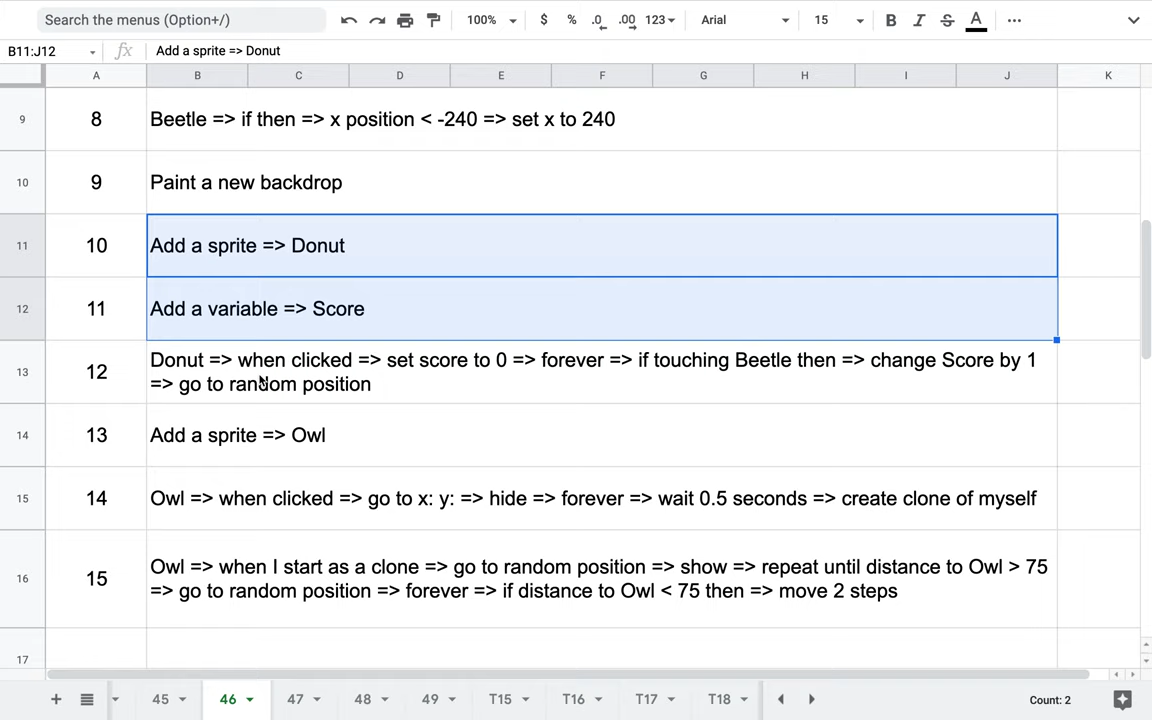 Search the menus (Option+/)
100%
$
%
.0
.00
123
Arial
15
B
I
S
A
B11:J12
fx
Add a sprite => Donut
A B C D E F G H I J K
9
8
Beetle => if then => x position < -240 => set x to 240
10
9
Paint a new backdrop
11
10
Add a sprite => Donut
12
11
Add a variable => Score
13
12
Donut => when clicked => set score to 0 => forever => if touching Beetle then => change Score by 1
=> go to random position
14
13
Add a sprite => Owl
15
14
Owl => when clicked => go to x: y: => hide => forever => wait 0.5 seconds => create clone of myself
16
15
Owl => when I start as a clone => go to random position => show => repeat until distance to Owl > 75
=> go to random position => forever => if distance to Owl < 75 then => move 2 steps
17
45
46
47
48
49
T15
T16
T17
T18
Count: 2